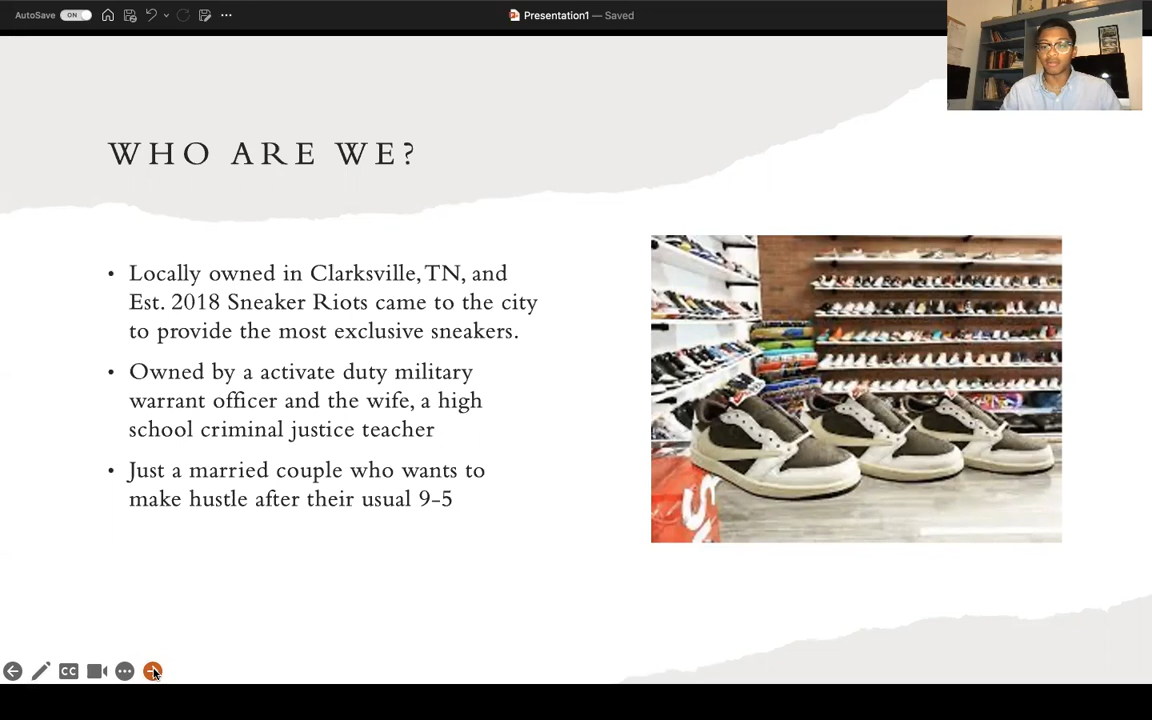 AutoSave ON
Presentation1 — Saved
WHO ARE WE?
• Locally owned in Clarksville, TN, and
Est. 2018 Sneaker Riots came to the city
to provide the most exclusive sneakers.
• Owned by a activate duty military
warrant officer and the wife, a high
school criminal justice teacher
• Just a married couple who wants to
make hustle after their usual 9-5
CC